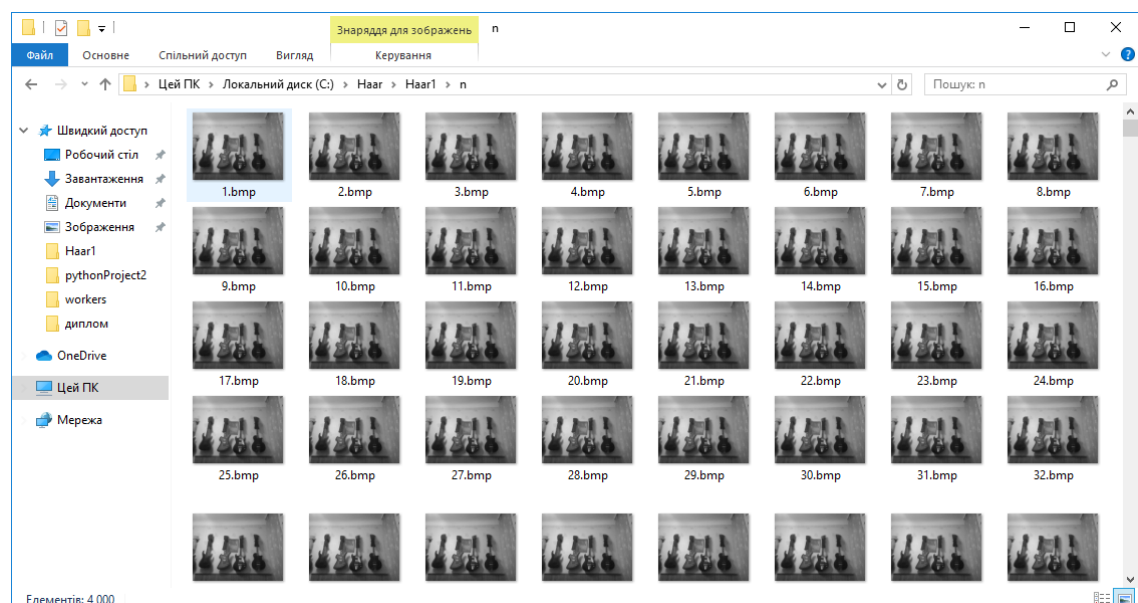 Знаряддя для зображень n
Файл Основне Спільний доступ Вигляд Керування
Цей ПК › Локальний диск (C:) › Haar › Haar1 › n Пошук: n
Швидкий доступ
Робочий стіл
Завантаження
Документи
Зображення
Haar1
pythonProject2
workers
диплом
OneDrive
Цей ПК
Мережа
1.bmp 2.bmp 3.bmp 4.bmp 5.bmp 6.bmp 7.bmp 8.bmp
9.bmp 10.bmp 11.bmp 12.bmp 13.bmp 14.bmp 15.bmp 16.bmp
17.bmp 18.bmp 19.bmp 20.bmp 21.bmp 22.bmp 23.bmp 24.bmp
25.bmp 26.bmp 27.bmp 28.bmp 29.bmp 30.bmp 31.bmp 32.bmp
Елементів: 4 000